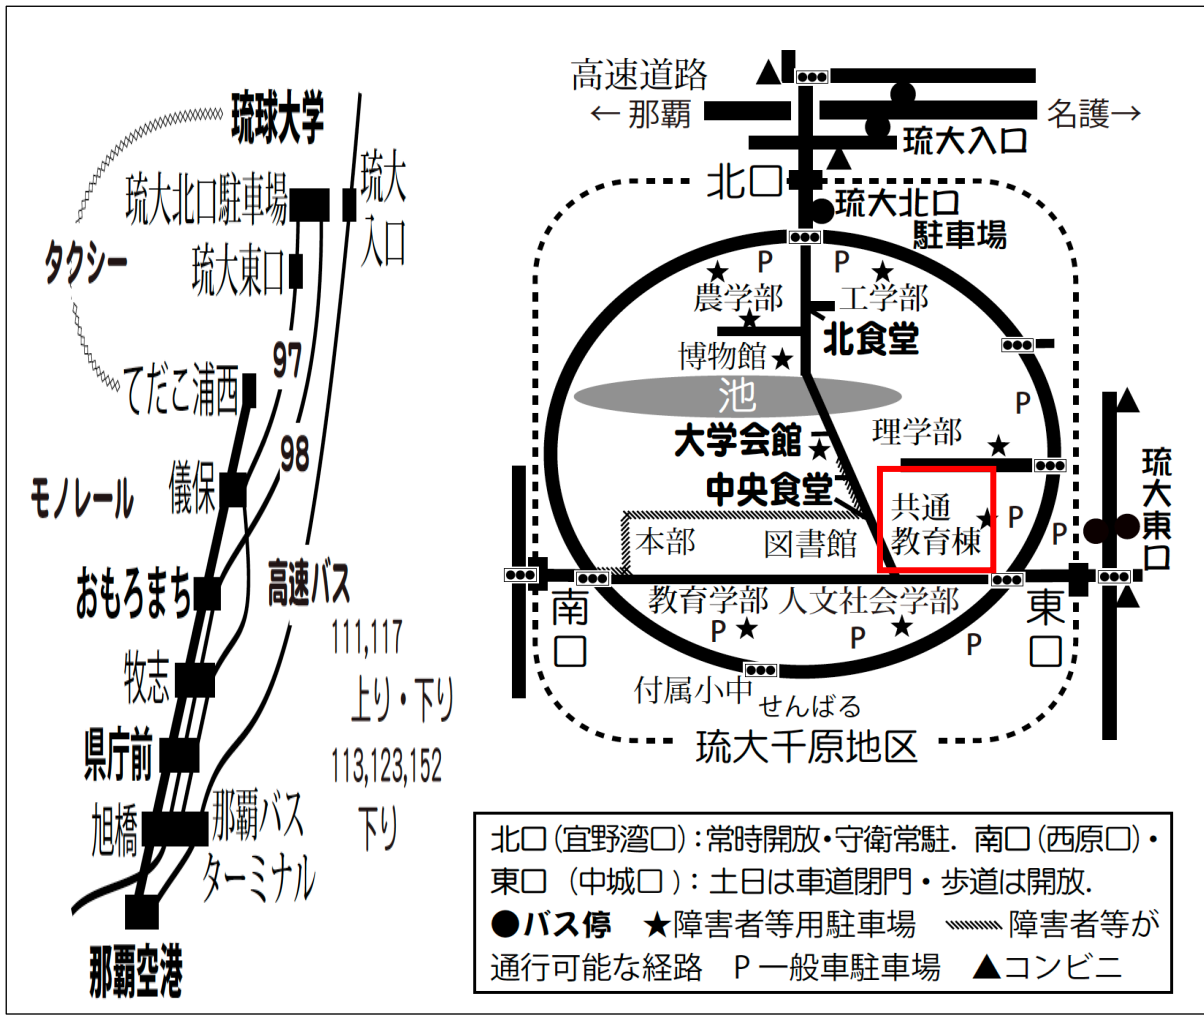 琉球大学
琉大北口駐車場
琉大
入口
タクシー
琉大東口
97
てだこ浦西
98
モノレール
儀保
おもろまち
高速バス
111,117
上り・下り
牧志
県庁前
113,123,152
下り
旭橋
那覇バス
ターミナル
那覇空港
高速道路
← 那覇
名護→
琉大入口
北口
琉大北口
駐車場
P
P
農学部
工学部
北食堂
博物館
池
P
大学会館
理学部
中央食堂
琉大東口
共通
教育棟
P
P
本部
図書館
南口
教育学部
人文社会学部
東口
P
P
P
付属小中
せんばる
琉大千原地区
北口(宜野湾口):常時開放・守衛常駐. 南口(西原口)・
東口 (中城口):土日は車道閉門・歩道は開放.
●バス停 ★障害者等用駐車場 障害者等が
通行可能な経路 P 一般車駐車場 ▲コンビニ